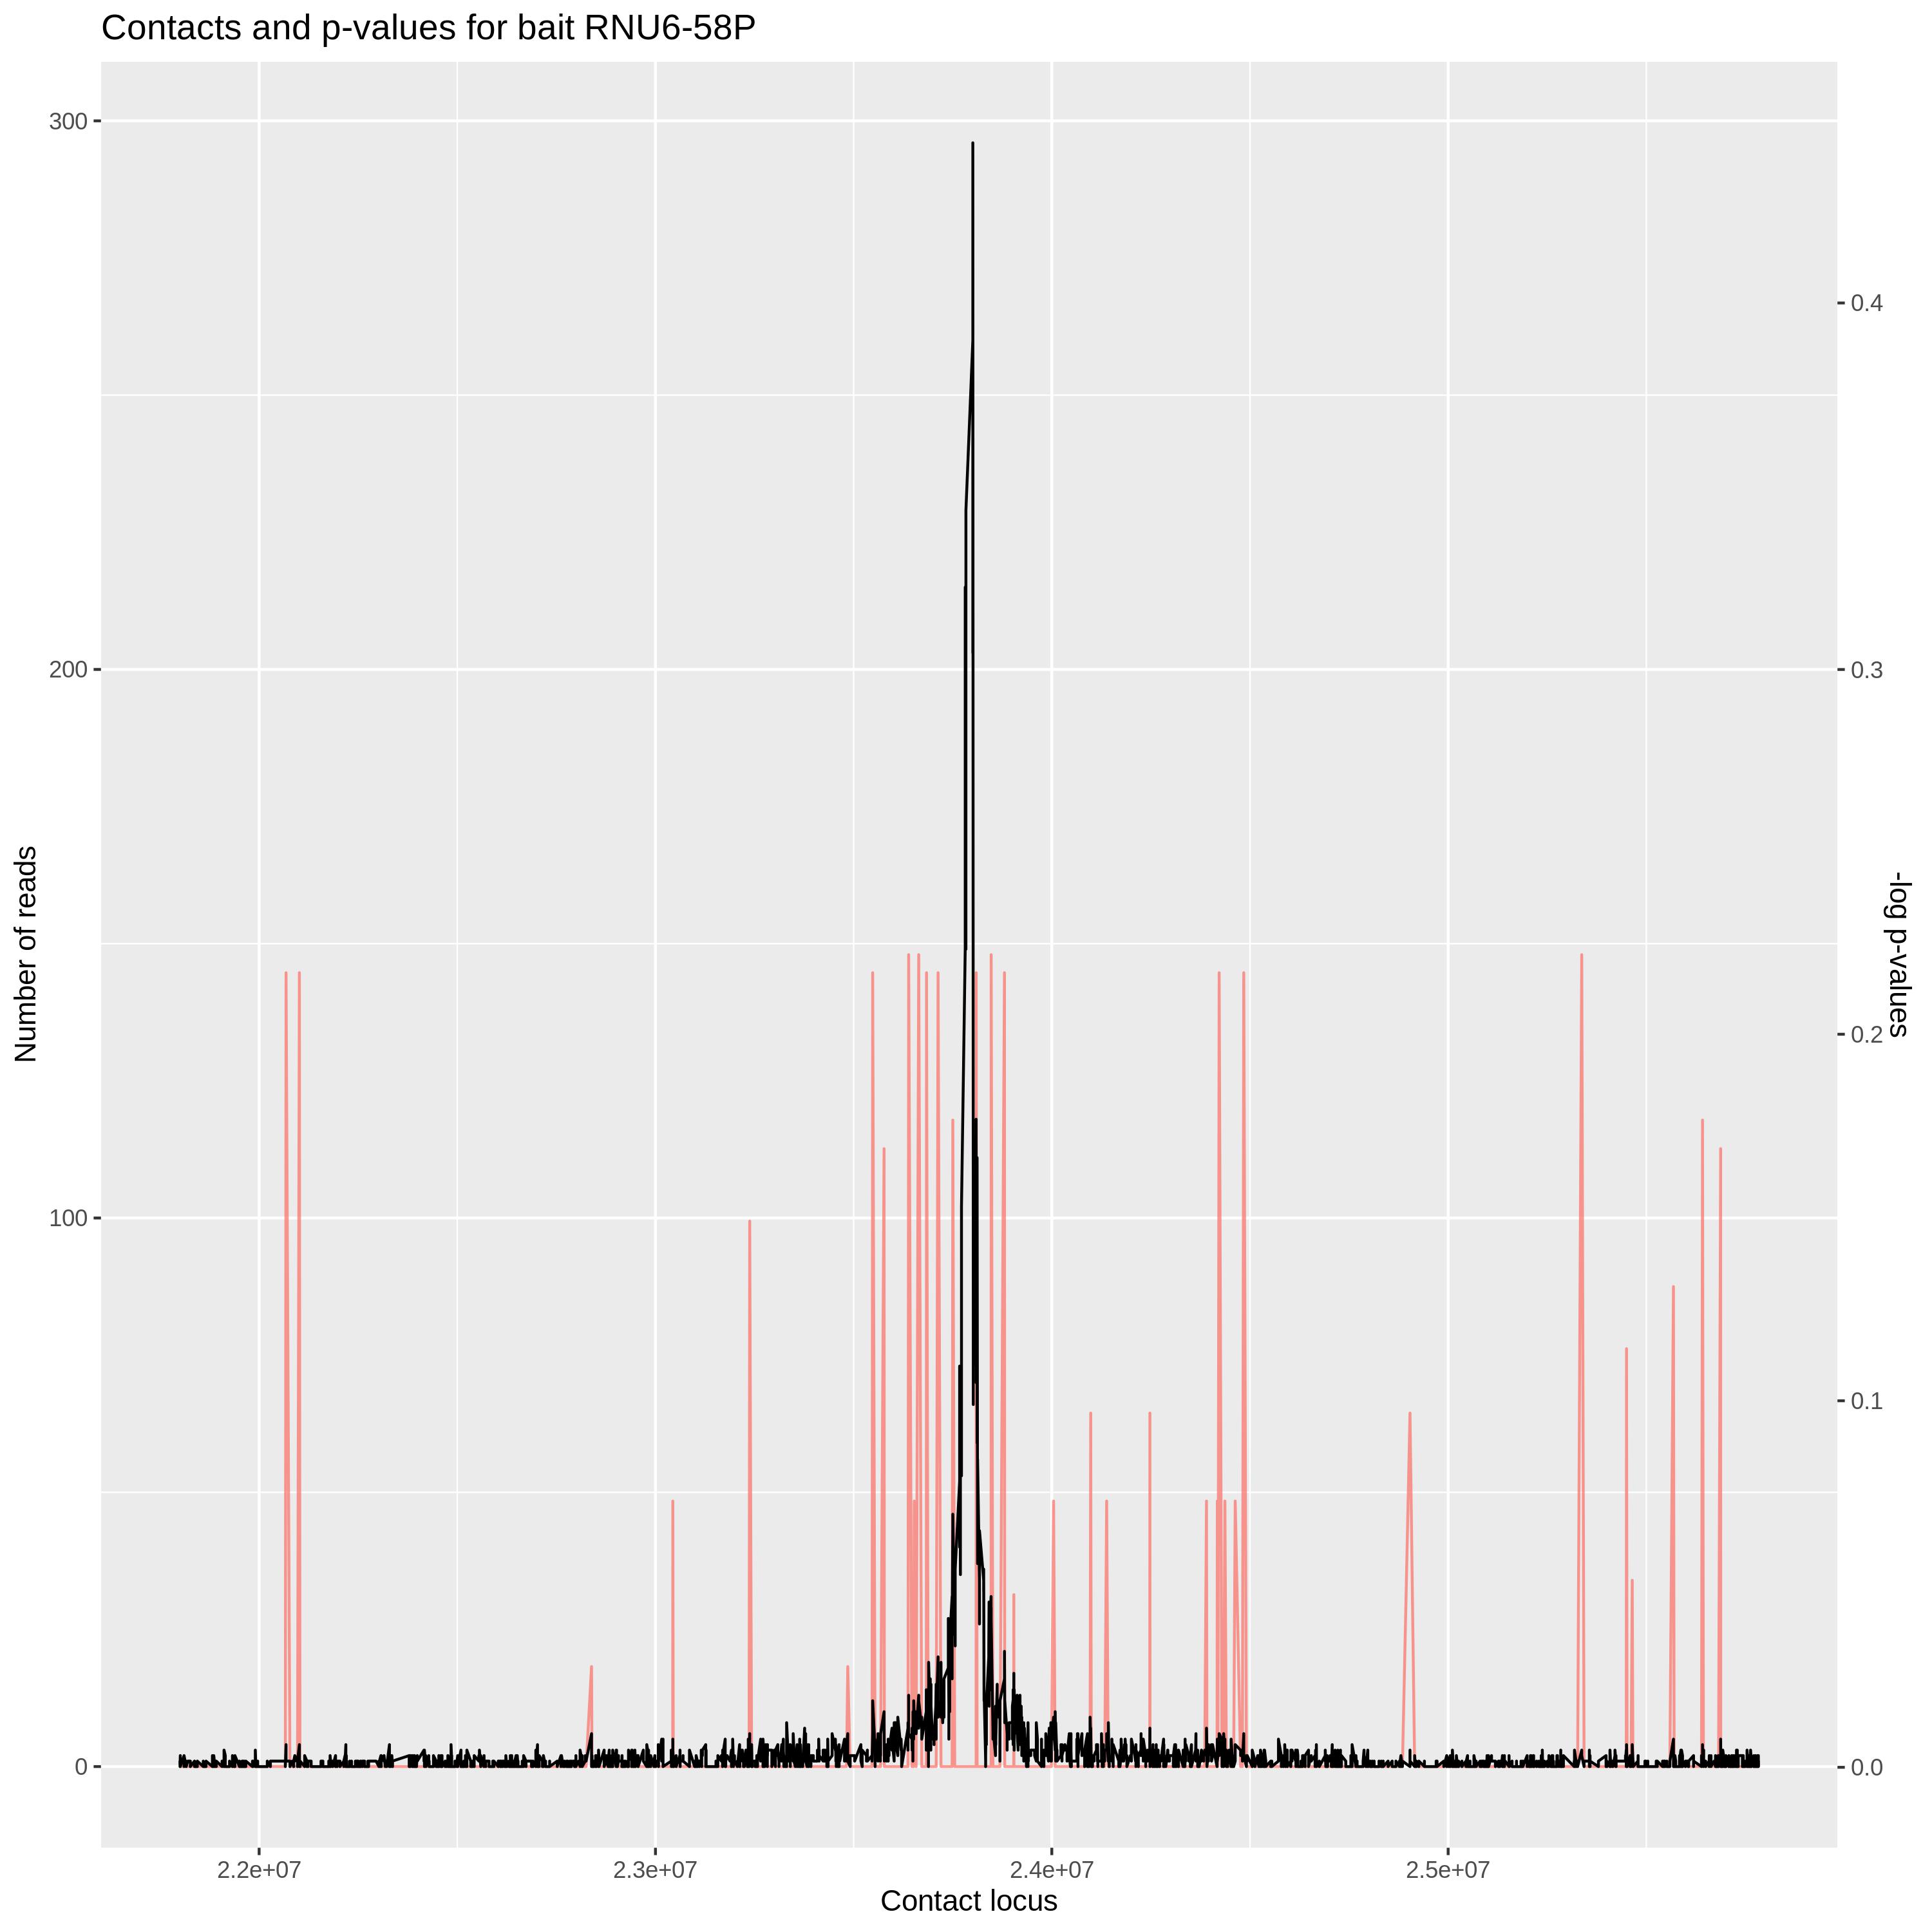 Contacts and p-values for bait RNU6-58P
300
200
100
0
Number of reads
0.4
0.3
0.2
0.1
0.0
-log p-values
2.2e+07
2.3e+07
2.4e+07
2.5e+07
Contact locus